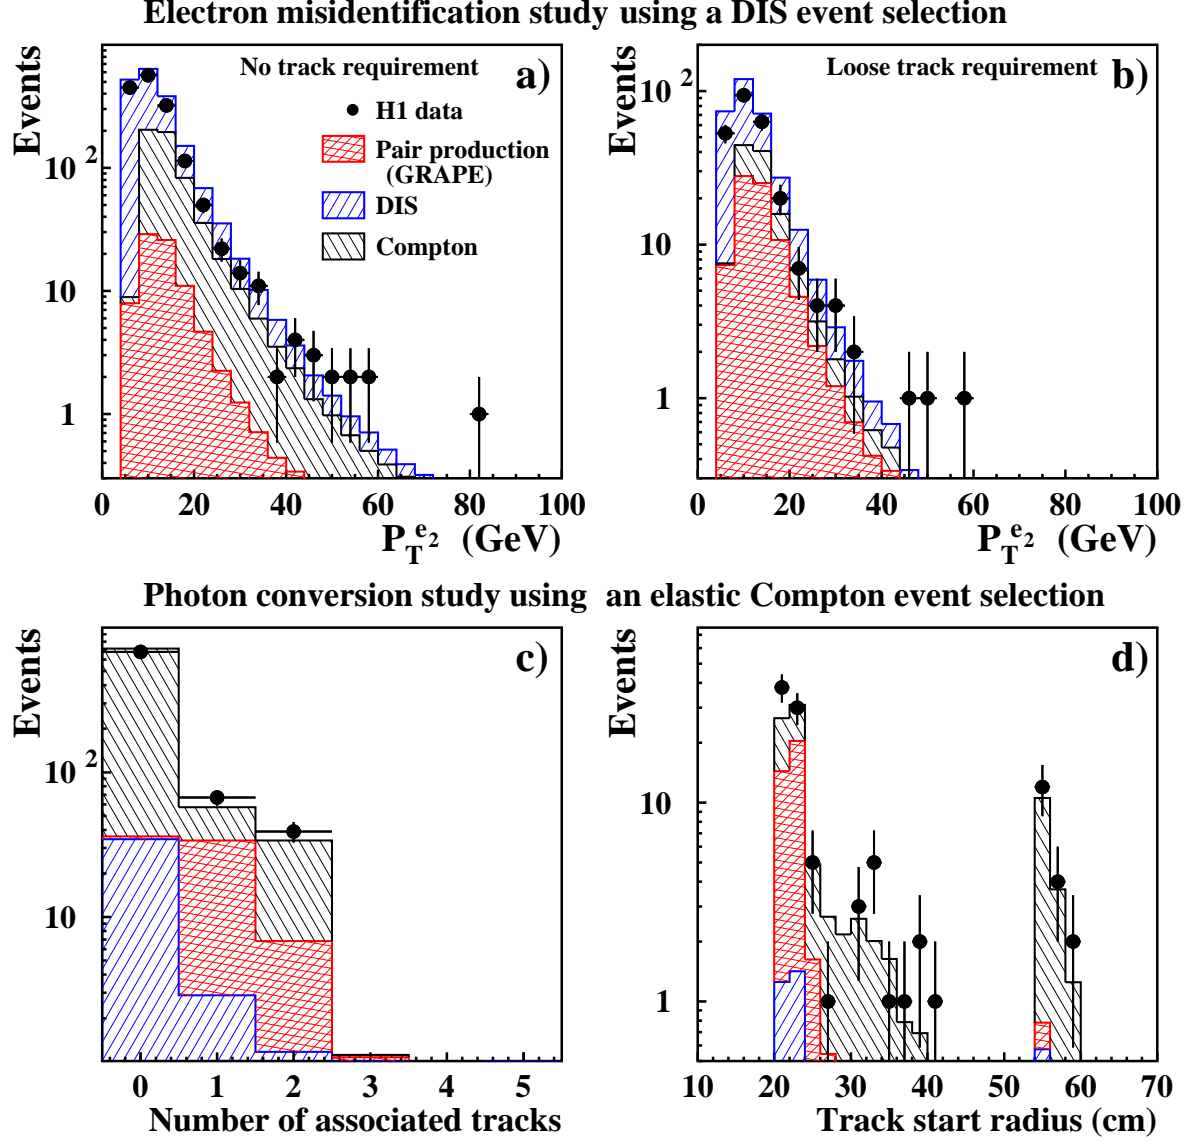 Electron misidentification study using a DIS event selection
Events
No track requirement
a)
H1 data
Pair production
(GRAPE)
DIS
Compton
10 2
10
1
0 20 40 60 80 100
P_T^e2 (GeV)
Events
Loose track requirement
b)
10 2
10
1
0 20 40 60 80 100
P_T^e2 (GeV)
Photon conversion study using an elastic Compton event selection
Events
c)
10 2
10
0 1 2 3 4 5
Number of associated tracks
Events
d)
10
1
10 20 30 40 50 60 70
Track start radius (cm)